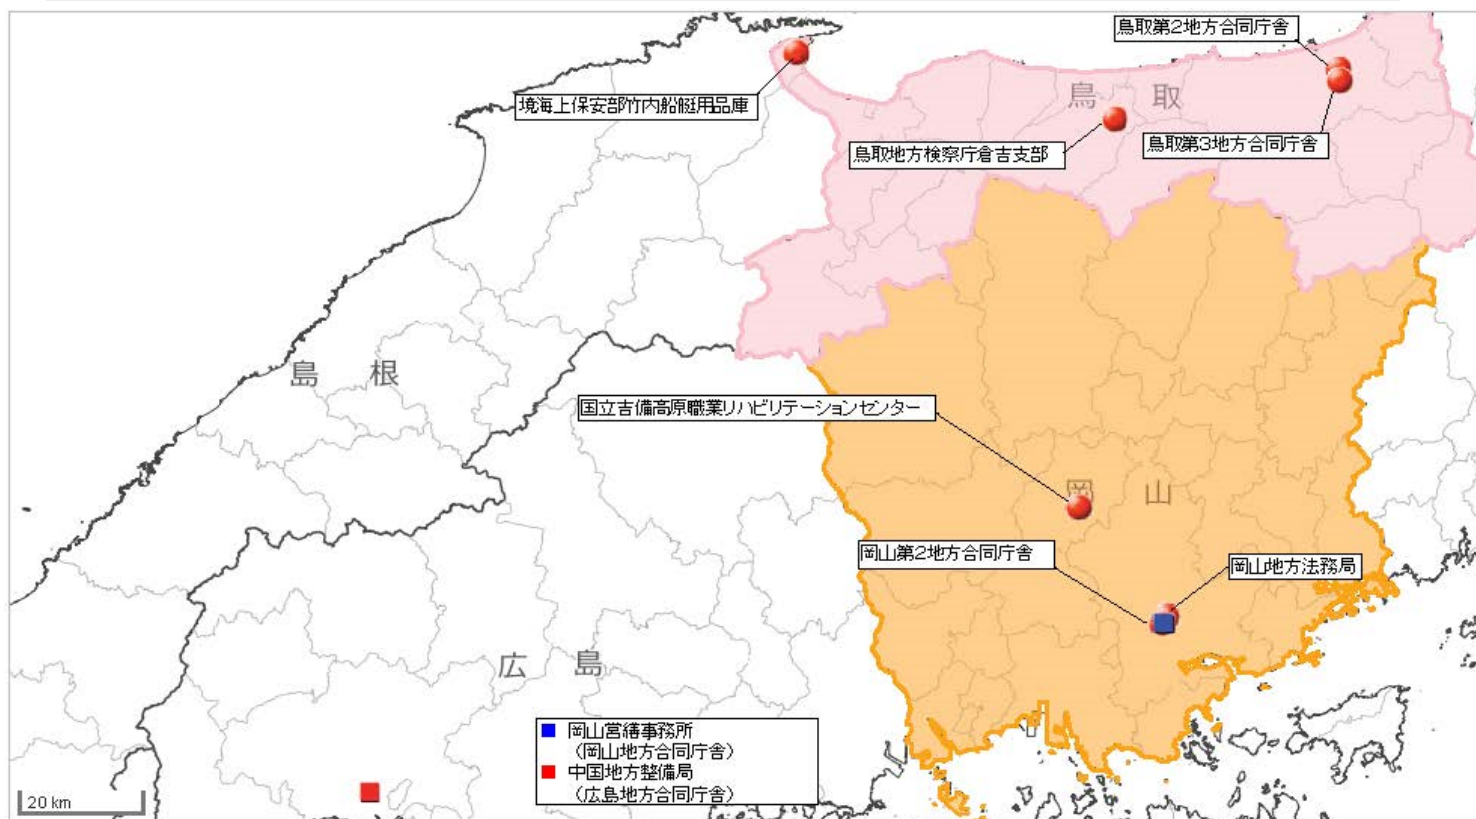 鳥取第2地方合同庁舎
境海上保安部竹内船艇用品庫
鳥取
鳥取地方検察庁倉吉支部
鳥取第3地方合同庁舎
島根
国立吉備高原職業リハビリテーションセンター
岡山
岡山第2地方合同庁舎
岡山地方法務局
広島
岡山営繕事務所
（岡山地方合同庁舎）
中国地方整備局
（広島地方合同庁舎）
20 km